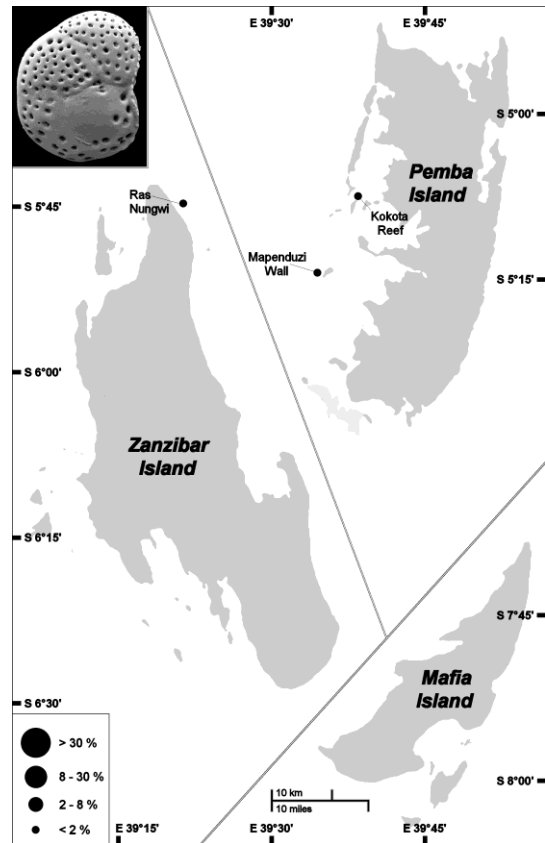 E 39°30'
E 39°45'
S 5°00'
Pemba
Island
Ras
Nungwi
S 5°45'
Kokota
Reef
Mapenduzi
Wall
S 5°15'
S 6°00'
Zanzibar
Island
S 6°15'
S 7°45'
Mafia
Island
S 6°30'
> 30 %
8 - 30 %
2 - 8 %
< 2 %
S 8°00'
10 km
10 miles
E 39°15'
E 39°30'
E 39°45'